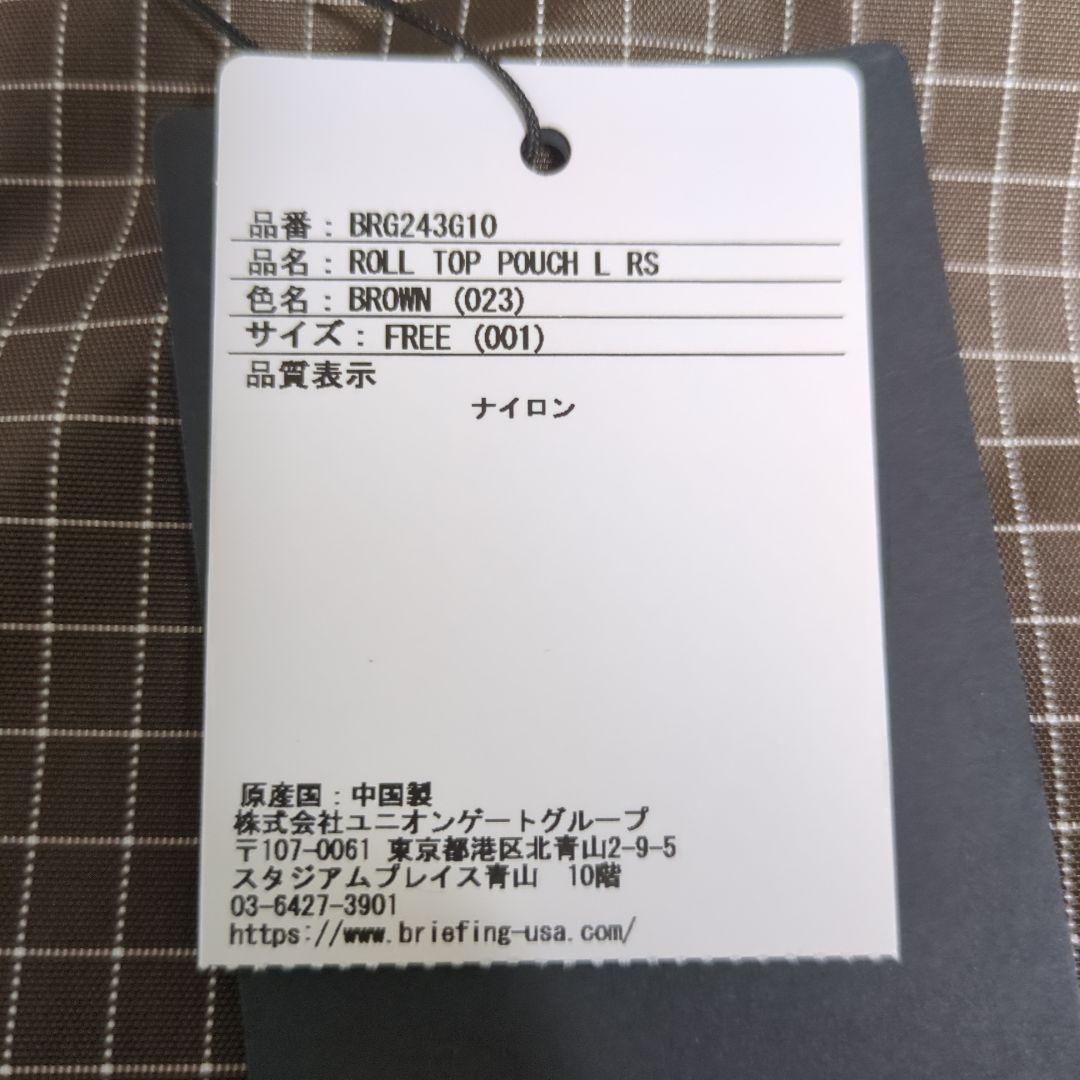 品番: BRG243G10
品名: ROLL TOP POUCH L RS
色名: BROWN (023)
サイズ: FREE (001)
品質表示
ナイロン
原産国: 中国製
株式会社ユニオンゲートグループ
〒107-0061 東京都港区北青山2-9-5
スタジアムプレイス青山 10階
03-6427-3901
https://www.briefing-usa.com/